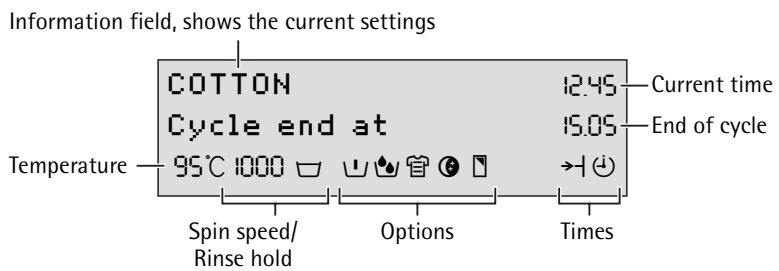 Information field, shows the current settings
COTTON 12.45 Current time
Cycle end at 15.05 End of cycle
Temperature 95°C 1000
Spin speed/ Options Times
Rinse hold